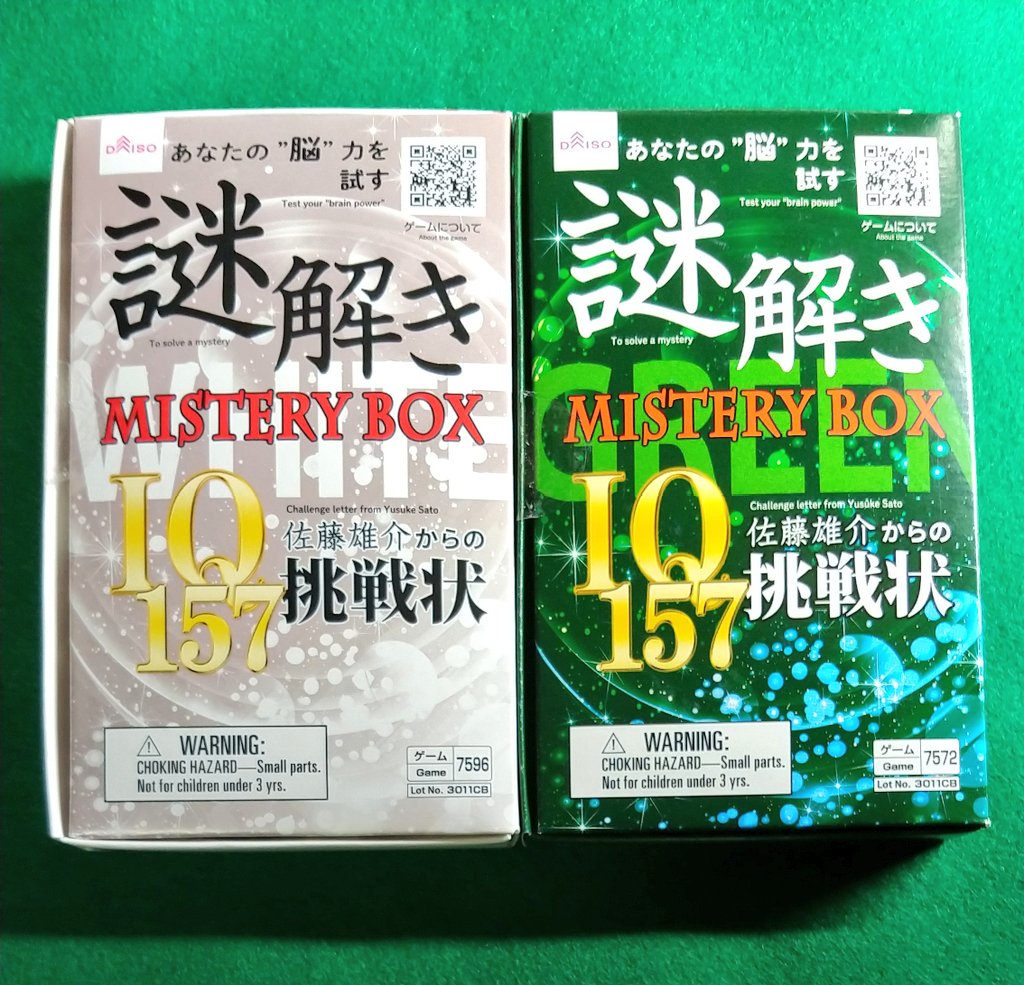 DAISO
あなたの"脳"力を
試す
Test your "brain power"
ゲームについて
About the game
謎解き
To solve a mystery
WHITE
MISTERY BOX
IQ
157
Challenge letter from Yusuke Sato
佐藤雄介からの
挑戦状
WARNING:
CHOKING HAZARD—Small parts.
Not for children under 3 yrs.
ゲーム
Game
7596
Lot No. 3011CB
DAISO
あなたの"脳"力を
試す
Test your "brain power"
ゲームについて
About the game
謎解き
To solve a mystery
GREEN
MISTERY BOX
IQ
157
Challenge letter from Yusuke Sato
佐藤雄介からの
挑戦状
WARNING:
CHOKING HAZARD—Small parts.
Not for children under 3 yrs.
ゲーム
Game
7572
Lot No. 3011CB